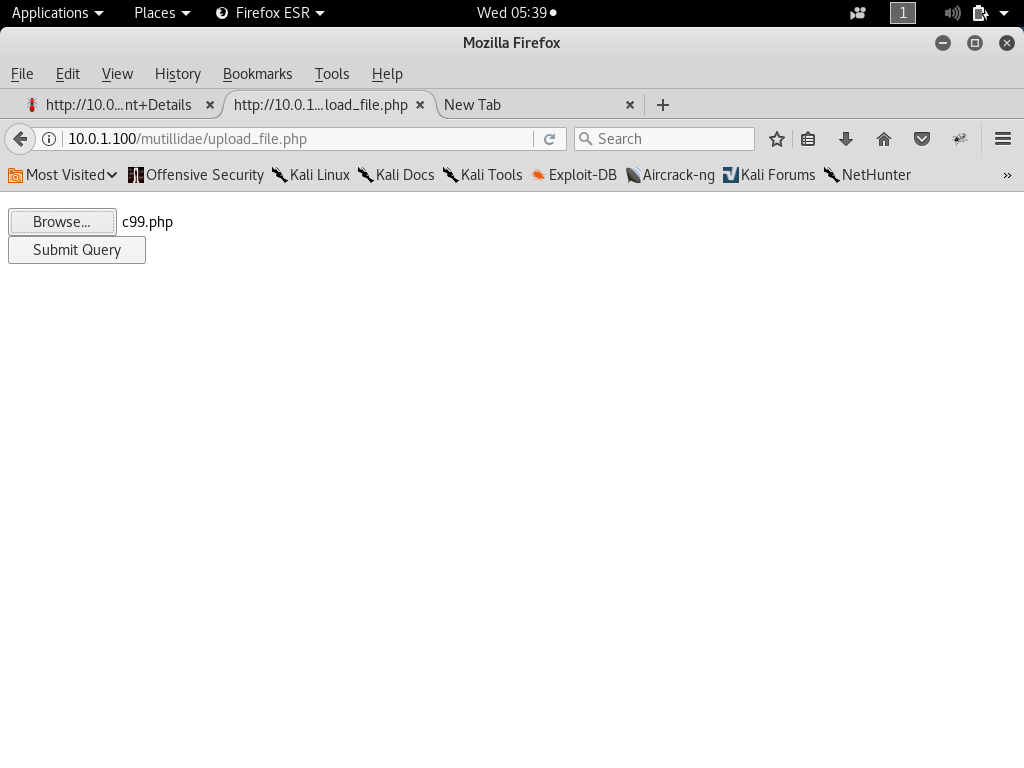 Applications Places Firefox ESR Wed 05:39 1
Mozilla Firefox
File Edit View History Bookmarks Tools Help
http://10.0...nt+Details http://10.0.1...load_file.php New Tab
10.0.1.100/mutillidae/upload_file.php Search
Most Visited Offensive Security Kali Linux Kali Docs Kali Tools Exploit-DB Aircrack-ng Kali Forums NetHunter »
Browse... c99.php
Submit Query